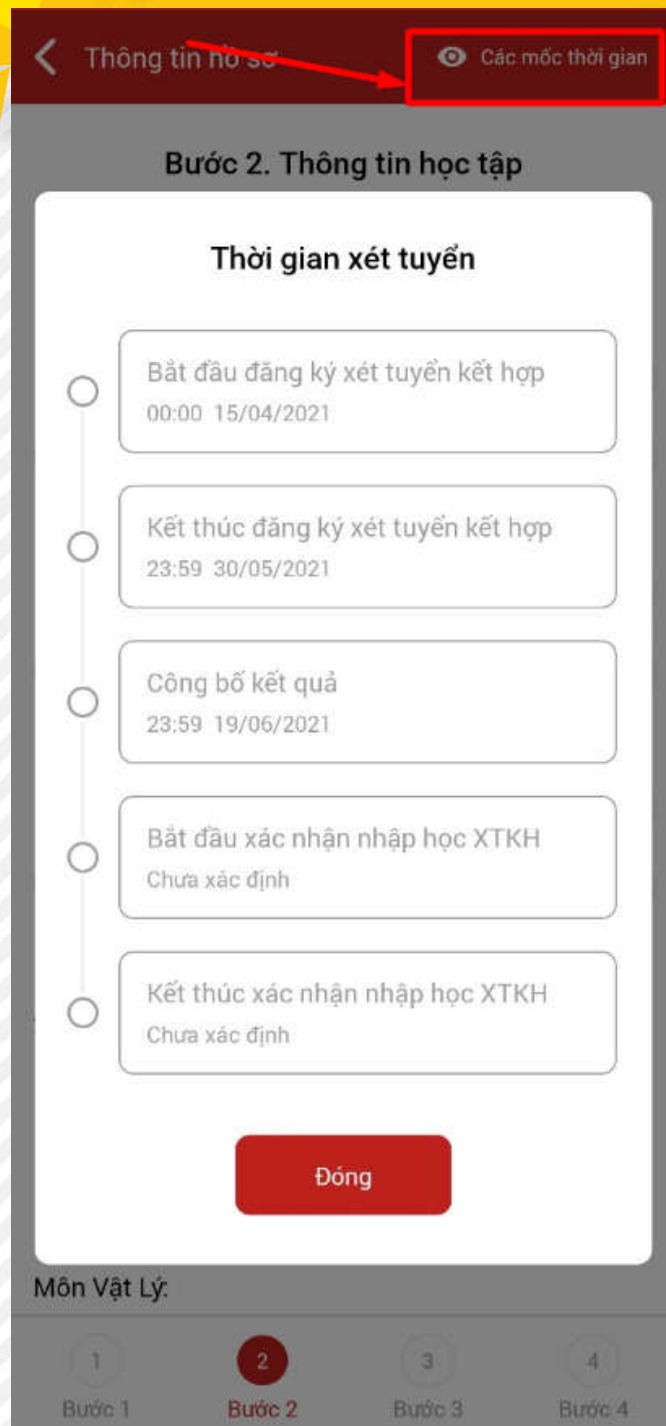 Thông tin hồ sơ
Các mốc thời gian
Bước 2. Thông tin học tập
Thời gian xét tuyển
Bắt đầu đăng ký xét tuyển kết hợp
00:00 15/04/2021
Kết thúc đăng ký xét tuyển kết hợp
23:59 30/05/2021
Công bố kết quả
23:59 19/06/2021
Bắt đầu xác nhận nhập học XTKH
Chưa xác định
Kết thúc xác nhận nhập học XTKH
Chưa xác định
Đóng
Môn Vật Lý:
1 2 3 4
Bước 1 Bước 2 Bước 3 Bước 4